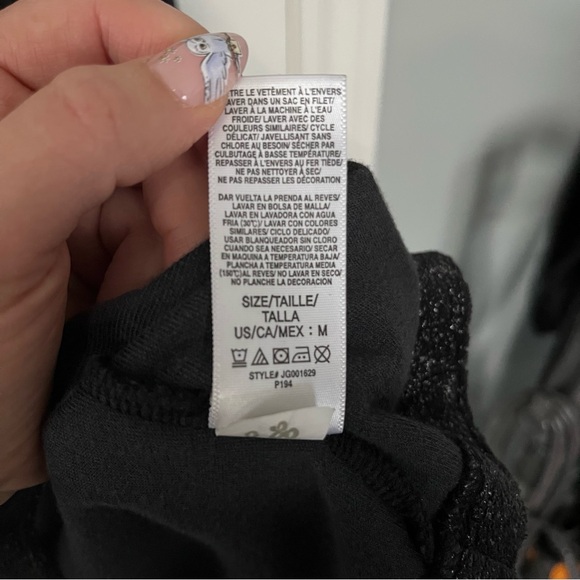 TRE LE VETÊMENT À L'ENVERS
LAVER DANS UN SAC EN FILET/
LAVER À LA MACHINE À L'EAU
FROIDE/ LAVER AVEC DES
COULEURS SIMILAIRES/ CYCLE
DÉLICAT/ JAVELLISANT SANS
CHLORE AU BESOIN/ SÉCHER PAR
CULBUTAGE À BASSE TEMPÉRATURE/
REPASSER À L'ENVERS AU FER TIÈDE/
NE PAS NETTOYER À SEC/
NE PAS REPASSER LES DÉCORATION
DAR VUELTA LA PRENDA AL REVES/
LAVAR EN BOLSA DE MALLA/
LAVAR EN LAVADORA CON AGUA
FRIA (30°C)/ LAVAR CON COLORES
SIMILARES/ CICLO DELICADO/
USAR BLANQUEADOR SIN CLORO
CUANDO SEA NECESARIO/ SECAR EN
MAQUINA A TEMPERATURA BAJA/
PLANCHA A TEMPERATURA MEDIA
(150°C)AL REVES/ NO LAVAR EN SECO/
NO PLANCHE LA DECORACION
SIZE/TAILLE/
TALLA
US/CA/MEX : M
STYLE# JG001629
P194